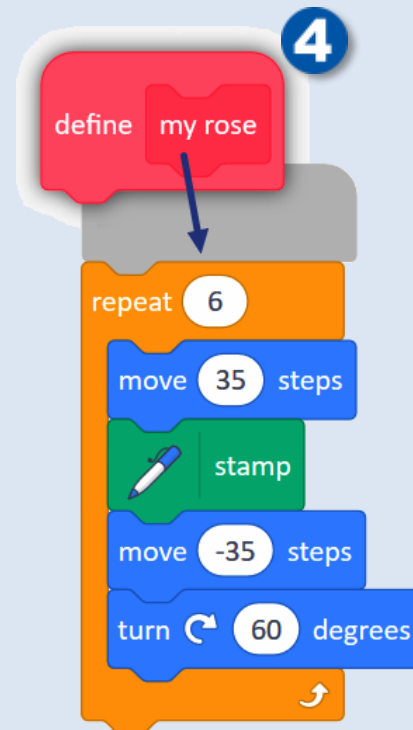 4
define my rose
repeat 6
move 35 steps
stamp
move -35 steps
turn 60 degrees